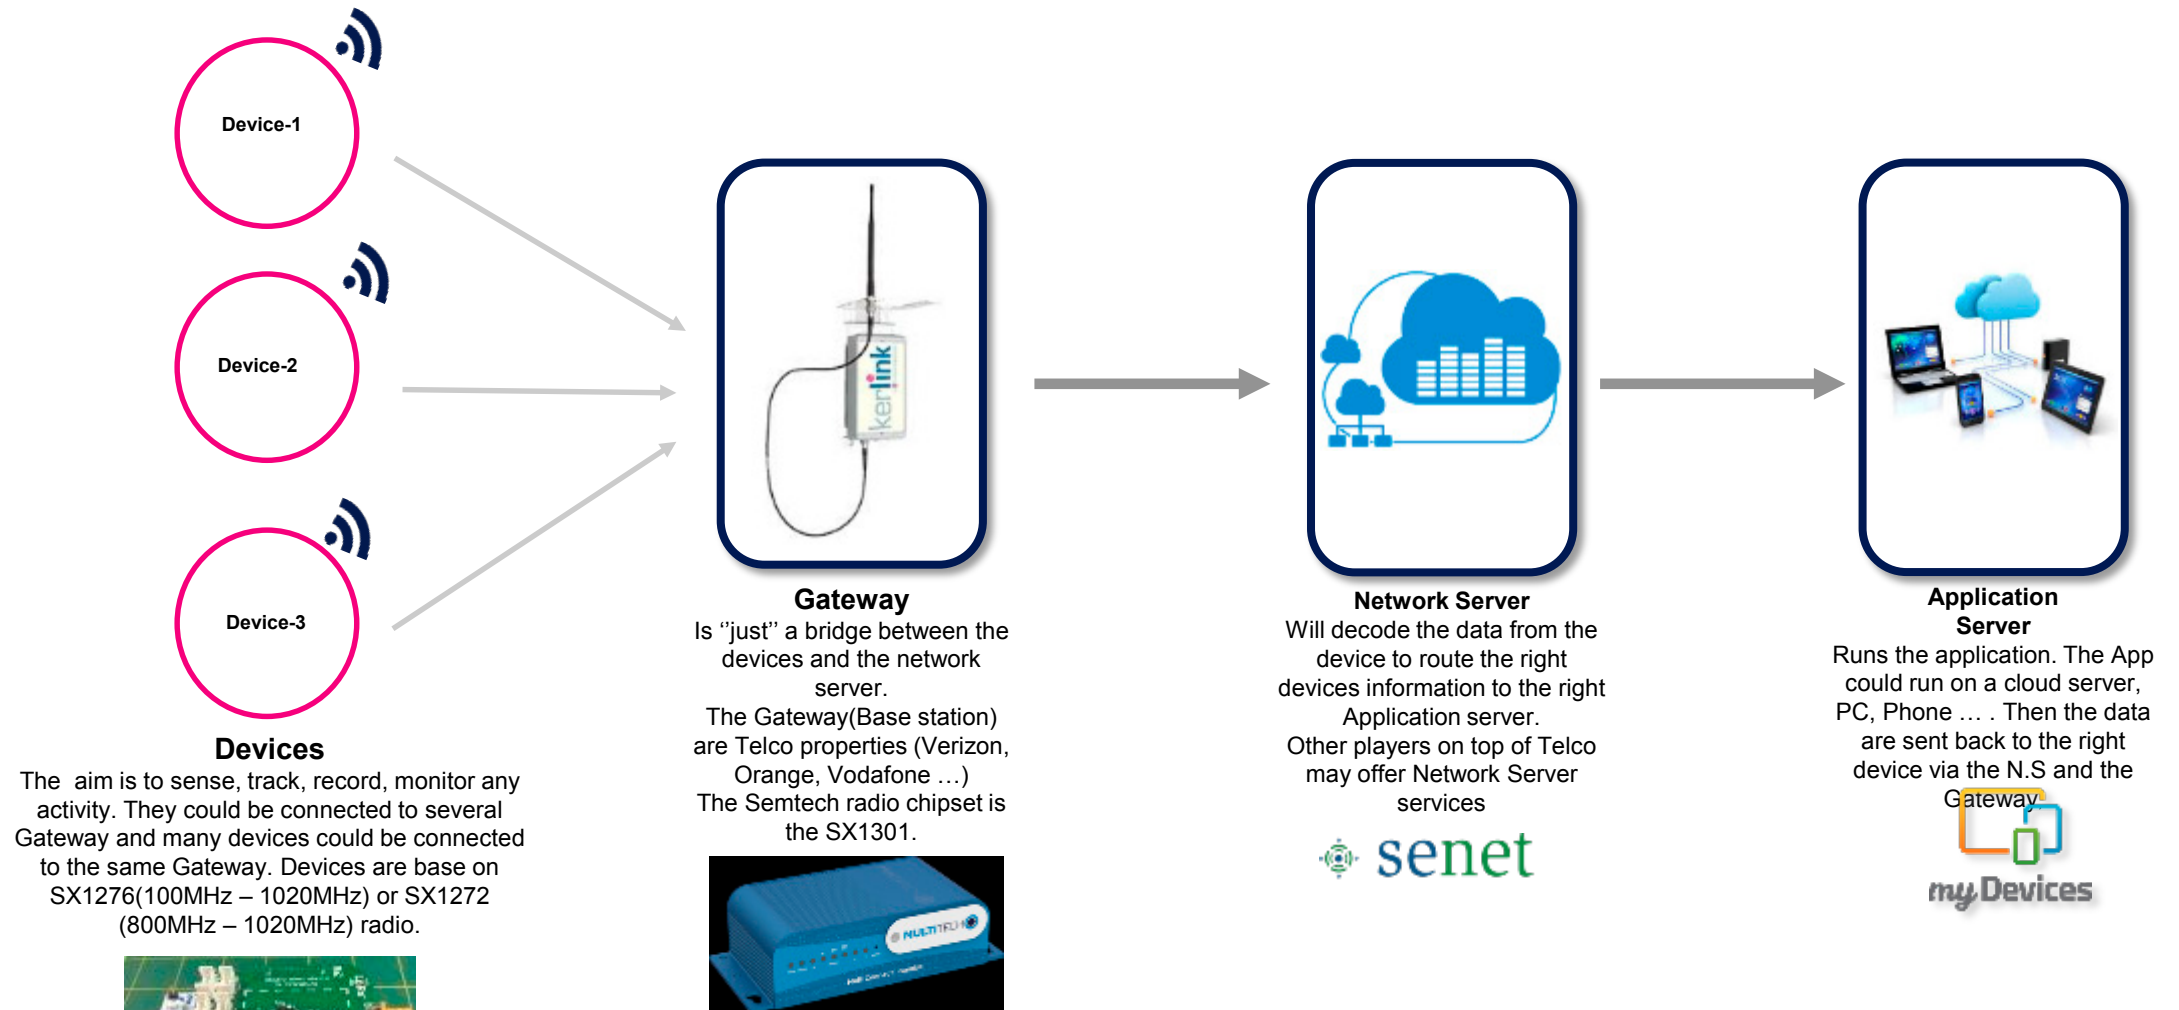 Device-1
Device-2
Device-3
Devices
The  aim is to sense, track, record, monitor any
activity. They could be connected to several
Gateway and many devices could be connected
to the same Gateway. Devices are base on
SX1276(100MHz – 1020MHz) or SX1272
(800MHz – 1020MHz) radio.
kerlink
Gateway
Is ‘’just’’ a bridge between the
devices and the network
server.
The Gateway(Base station)
are Telco properties (Verizon,
Orange, Vodafone …)
The Semtech radio chipset is
the SX1301.
MULTITECH
Network Server
Will decode the data from the
device to route the right
devices information to the right
Application server.
Other players on top of Telco
may offer Network Server
services
senet
Application
Server
Runs the application. The App
could run on a cloud server,
PC, Phone … . Then the data
are sent back to the right
device via the N.S and the
Gateway.
myDevices